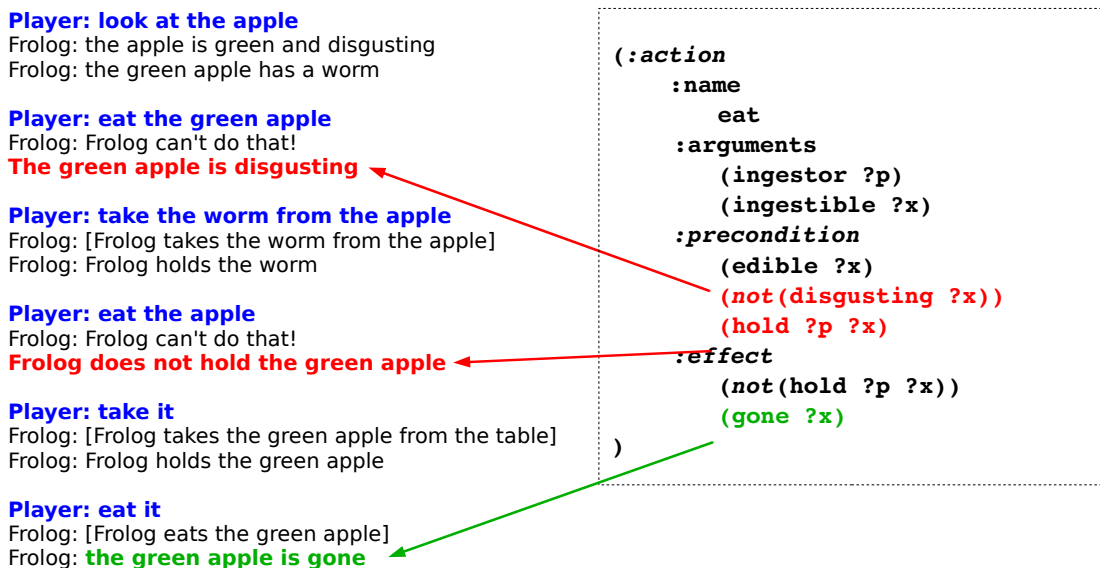 Player: look at the apple
Frolog: the apple is green and disgusting
Frolog: the green apple has a worm
Player: eat the green apple
Frolog: Frolog can't do that!
The green apple is disgusting
Player: take the worm from the apple
Frolog: [Frolog takes the worm from the apple]
Frolog: Frolog holds the worm
Player: eat the apple
Frolog: Frolog can't do that!
Frolog does not hold the green apple
Player: take it
Frolog: [Frolog takes the green apple from the table]
Frolog: Frolog holds the green apple
Player: eat it
Frolog: [Frolog eats the green apple]
Frolog: the green apple is gone
(:action
:name
eat
:arguments
(ingestor ?p)
(ingestible ?x)
:precondition
(edible ?x)
(not(disgusting ?x))
(hold ?p ?x)
:effect
(not(hold ?p ?x))
(gone ?x)
)